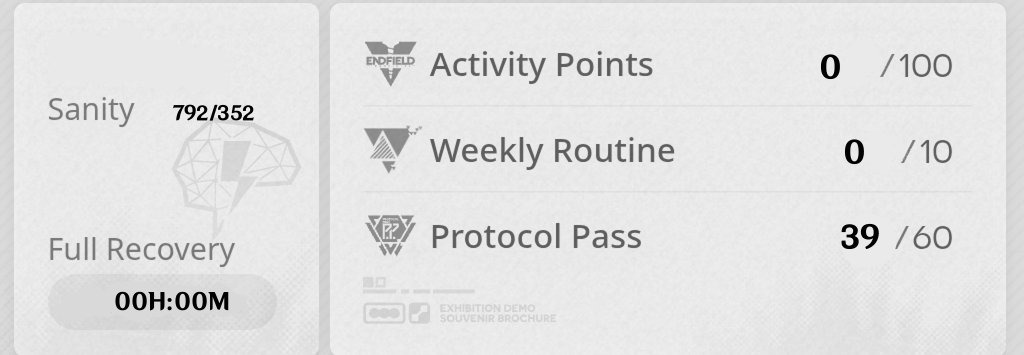 Sanity 792/352
Full Recovery
00H:00M
ENDFIELD Activity Points 0 /100
Weekly Routine 0 /10
Protocol Pass 39 /60
EXHIBITION DEMO
SOUVENIR BROCHURE